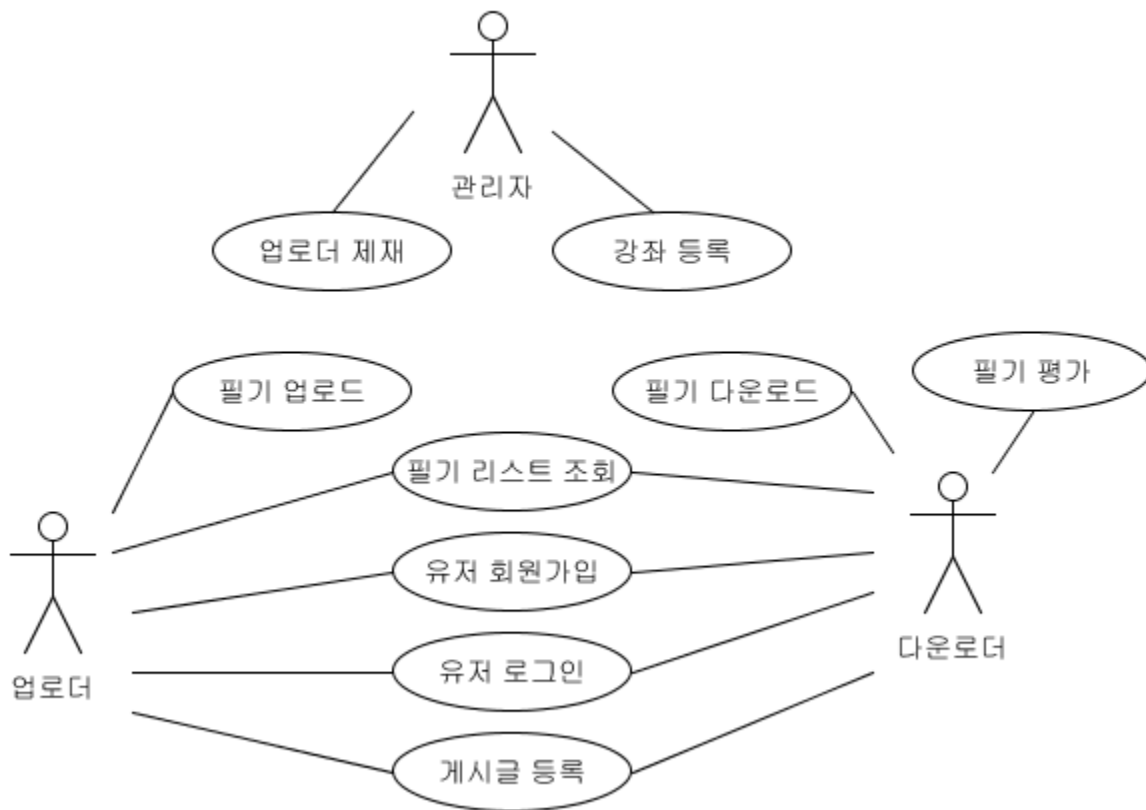 관리자
업로더 제재
강좌 등록
필기 업로드
필기 다운로드
필기 평가
필기 리스트 조회
유저 회원가입
업로더
다운로더
유저 로그인
게시글 등록